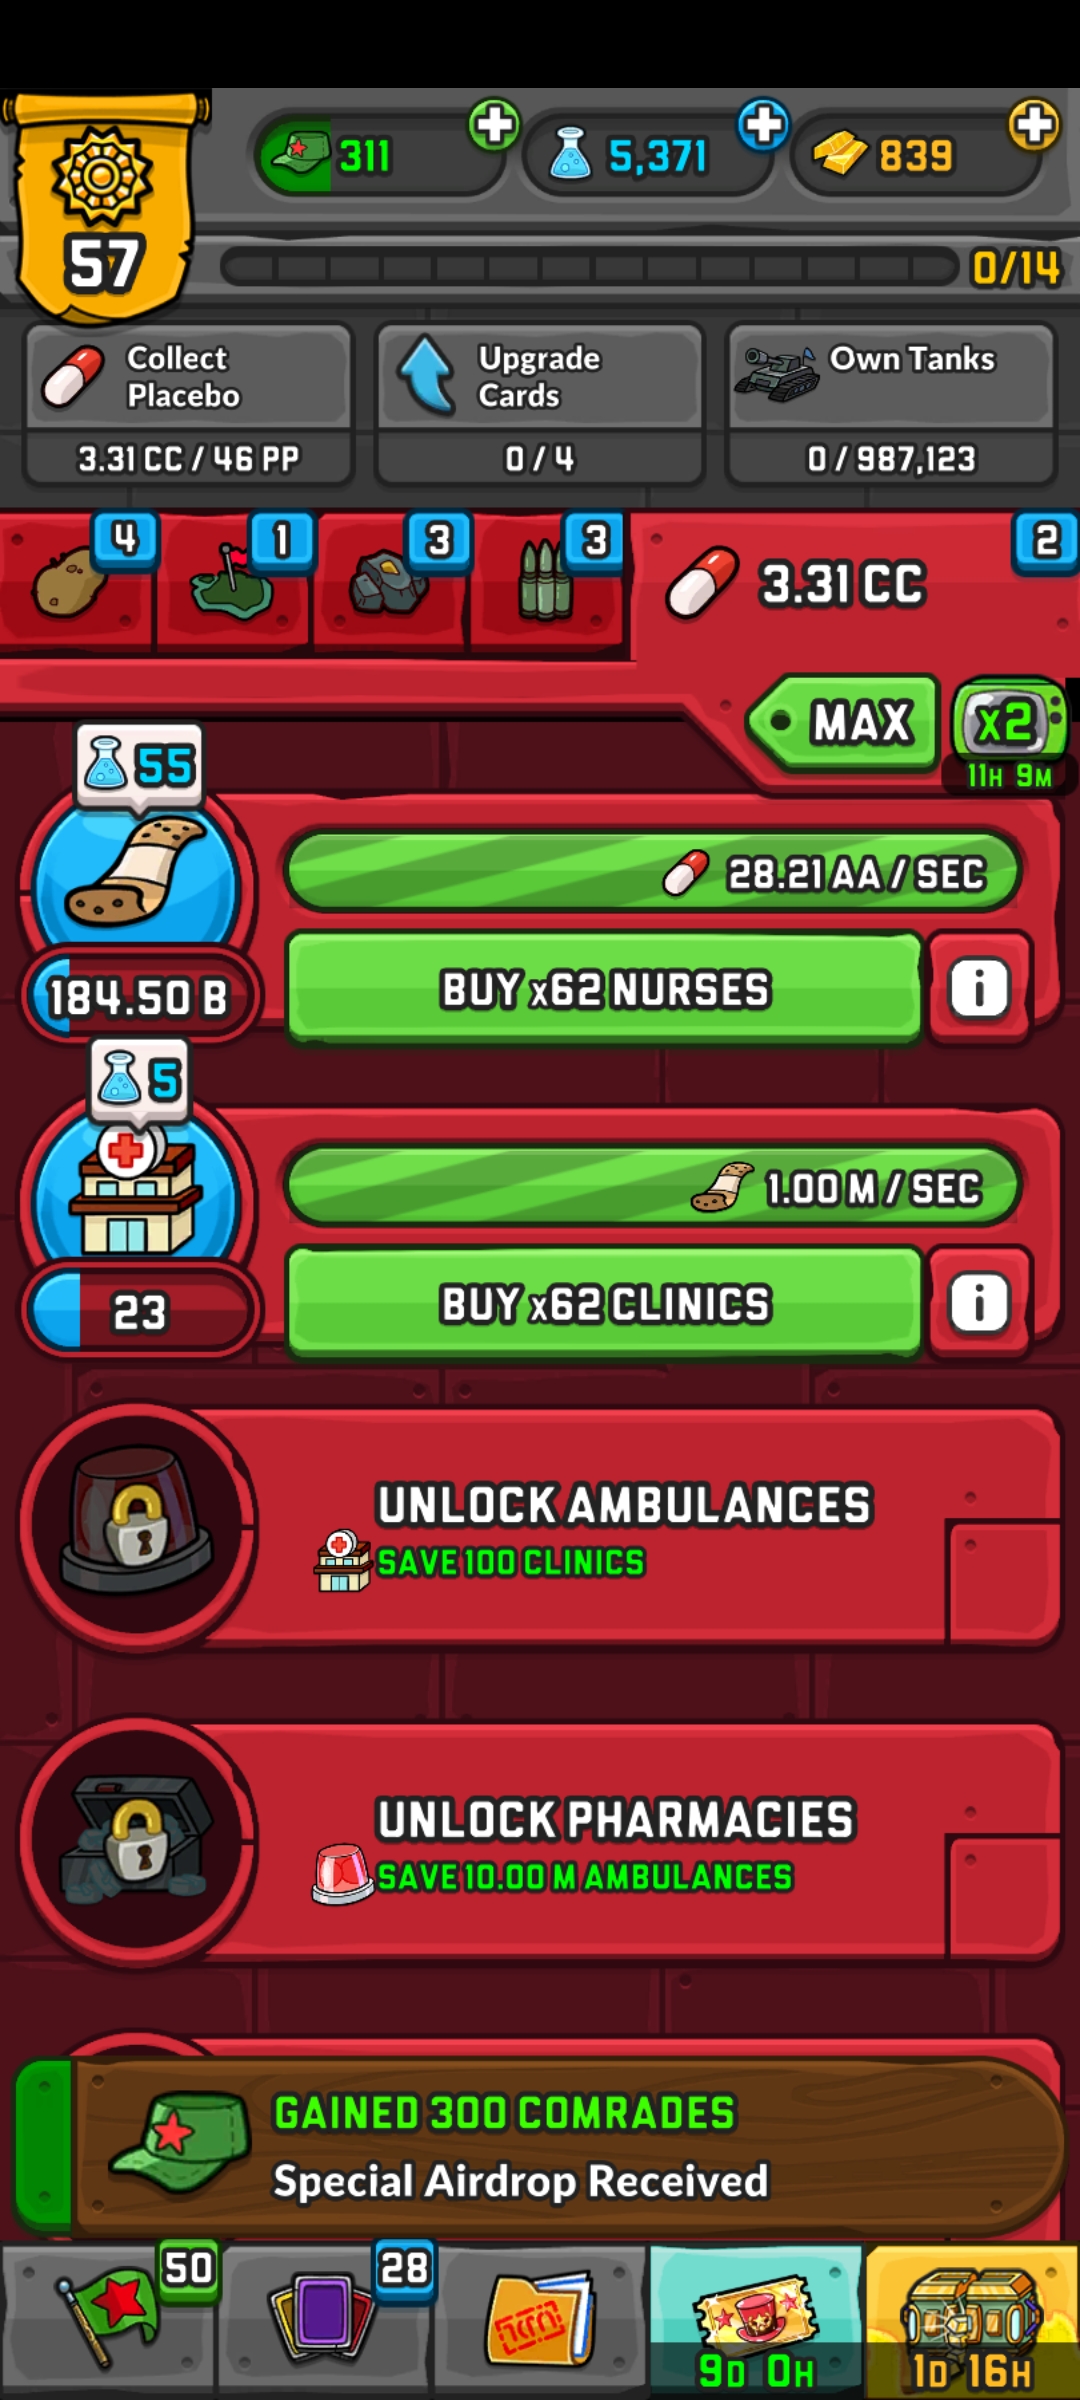 311
5,371
839
57
0/14
Collect
Placebo
3.31 CC / 46 PP
Upgrade
Cards
0 / 4
Own Tanks
0 / 987,123
4
1
3
3
2
3.31 CC
MAX
x2
11H 9M
55
28.21 AA / SEC
184.50 B
BUY x62 NURSES
i
5
1.00 M / SEC
23
BUY x62 CLINICS
i
UNLOCK AMBULANCES
SAVE 100 CLINICS
UNLOCK PHARMACIES
SAVE 10.00 M AMBULANCES
GAINED 300 COMRADES
Special Airdrop Received
50
28
9D 0H
1D 16H